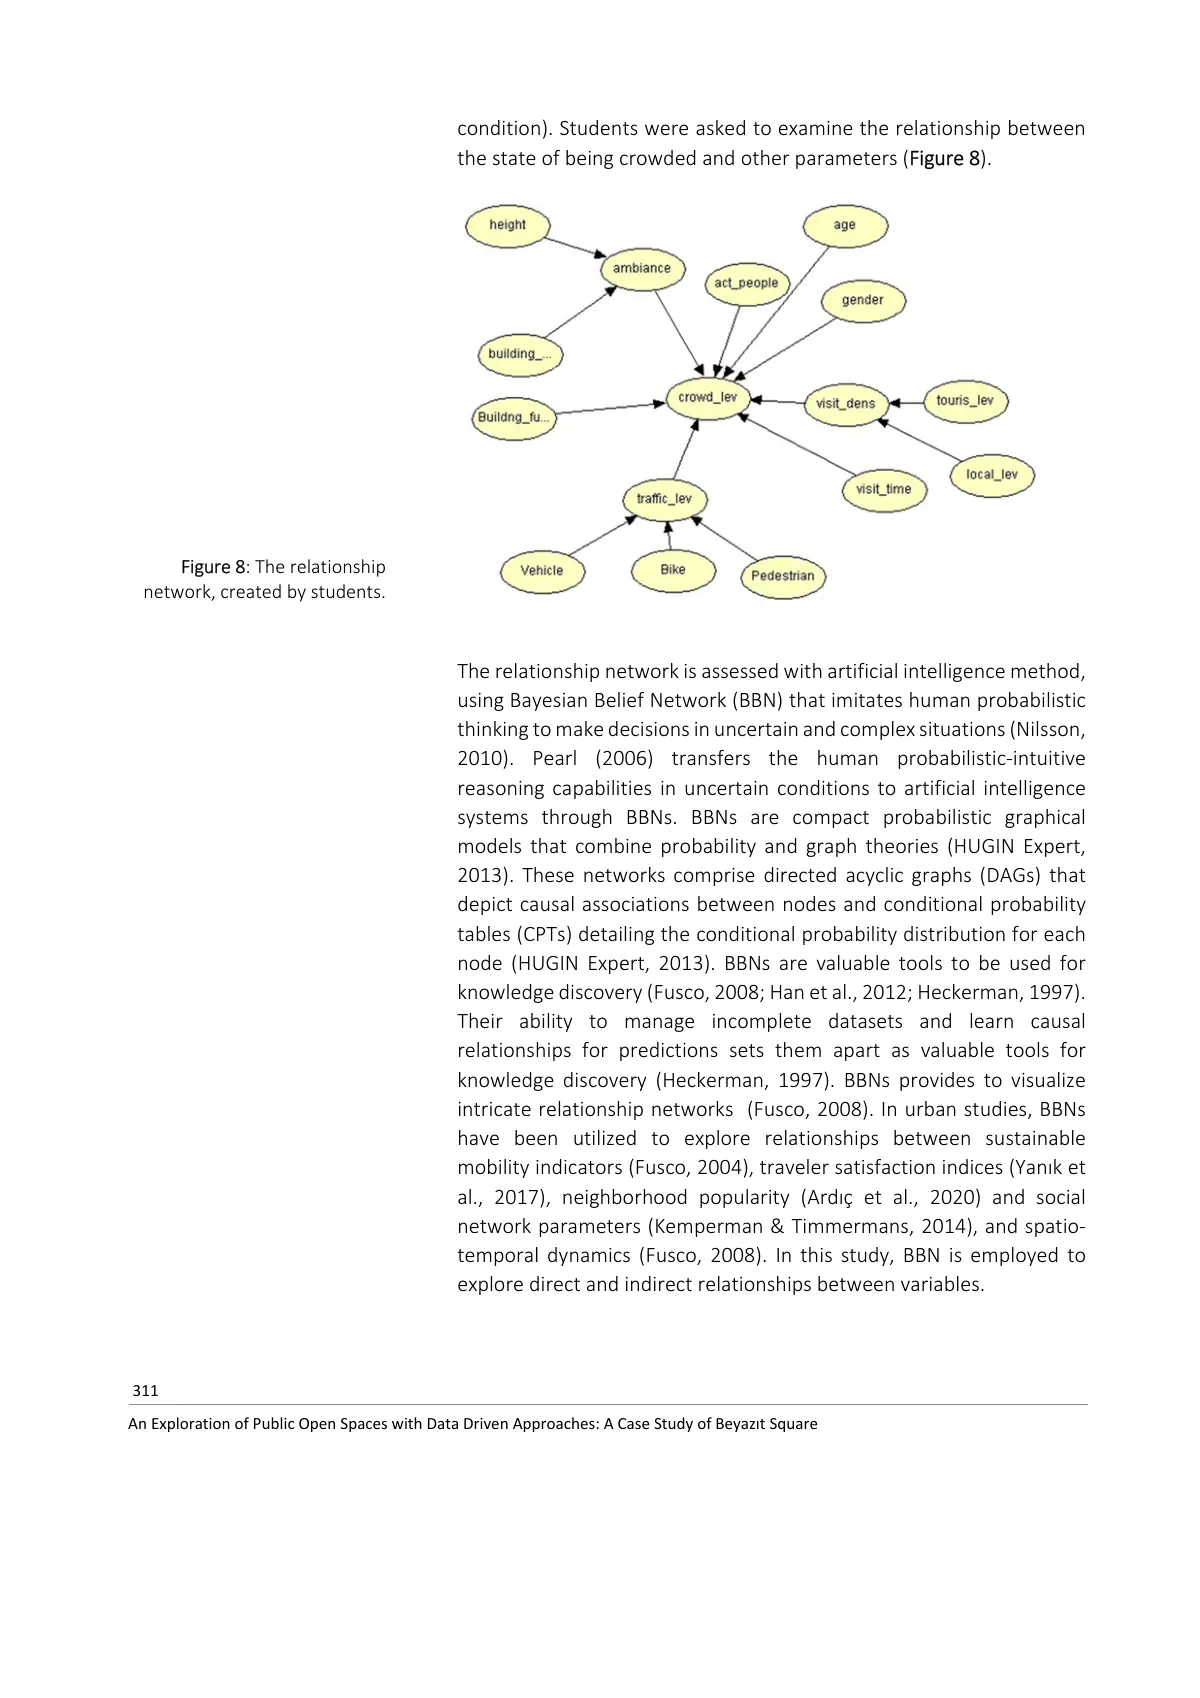 condition). Students were asked to examine the relationship between
the state of being crowded and other parameters (Figure 8).
height
age
ambiance
act_people
gender
building_...
crowd_lev
visit_dens
touris_lev
Buildng_fu...
local_lev
visit_time
traffic_lev
Vehicle
Bike
Pedestrian
Figure 8: The relationship
network, created by students.
The relationship network is assessed with artificial intelligence method,
using Bayesian Belief Network (BBN) that imitates human probabilistic
thinking to make decisions in uncertain and complex situations (Nilsson,
2010). Pearl (2006) transfers the human probabilistic-intuitive
reasoning capabilities in uncertain conditions to artificial intelligence
systems through BBNs. BBNs are compact probabilistic graphical
models that combine probability and graph theories (HUGIN Expert,
2013). These networks comprise directed acyclic graphs (DAGs) that
depict causal associations between nodes and conditional probability
tables (CPTs) detailing the conditional probability distribution for each
node (HUGIN Expert, 2013). BBNs are valuable tools to be used for
knowledge discovery (Fusco, 2008; Han et al., 2012; Heckerman, 1997).
Their ability to manage incomplete datasets and learn causal
relationships for predictions sets them apart as valuable tools for
knowledge discovery (Heckerman, 1997). BBNs provides to visualize
intricate relationship networks (Fusco, 2008). In urban studies, BBNs
have been utilized to explore relationships between sustainable
mobility indicators (Fusco, 2004), traveler satisfaction indices (Yanık et
al., 2017), neighborhood popularity (Ardıç et al., 2020) and social
network parameters (Kemperman & Timmermans, 2014), and spatio-
temporal dynamics (Fusco, 2008). In this study, BBN is employed to
explore direct and indirect relationships between variables.
311
An Exploration of Public Open Spaces with Data Driven Approaches: A Case Study of Beyazıt Square